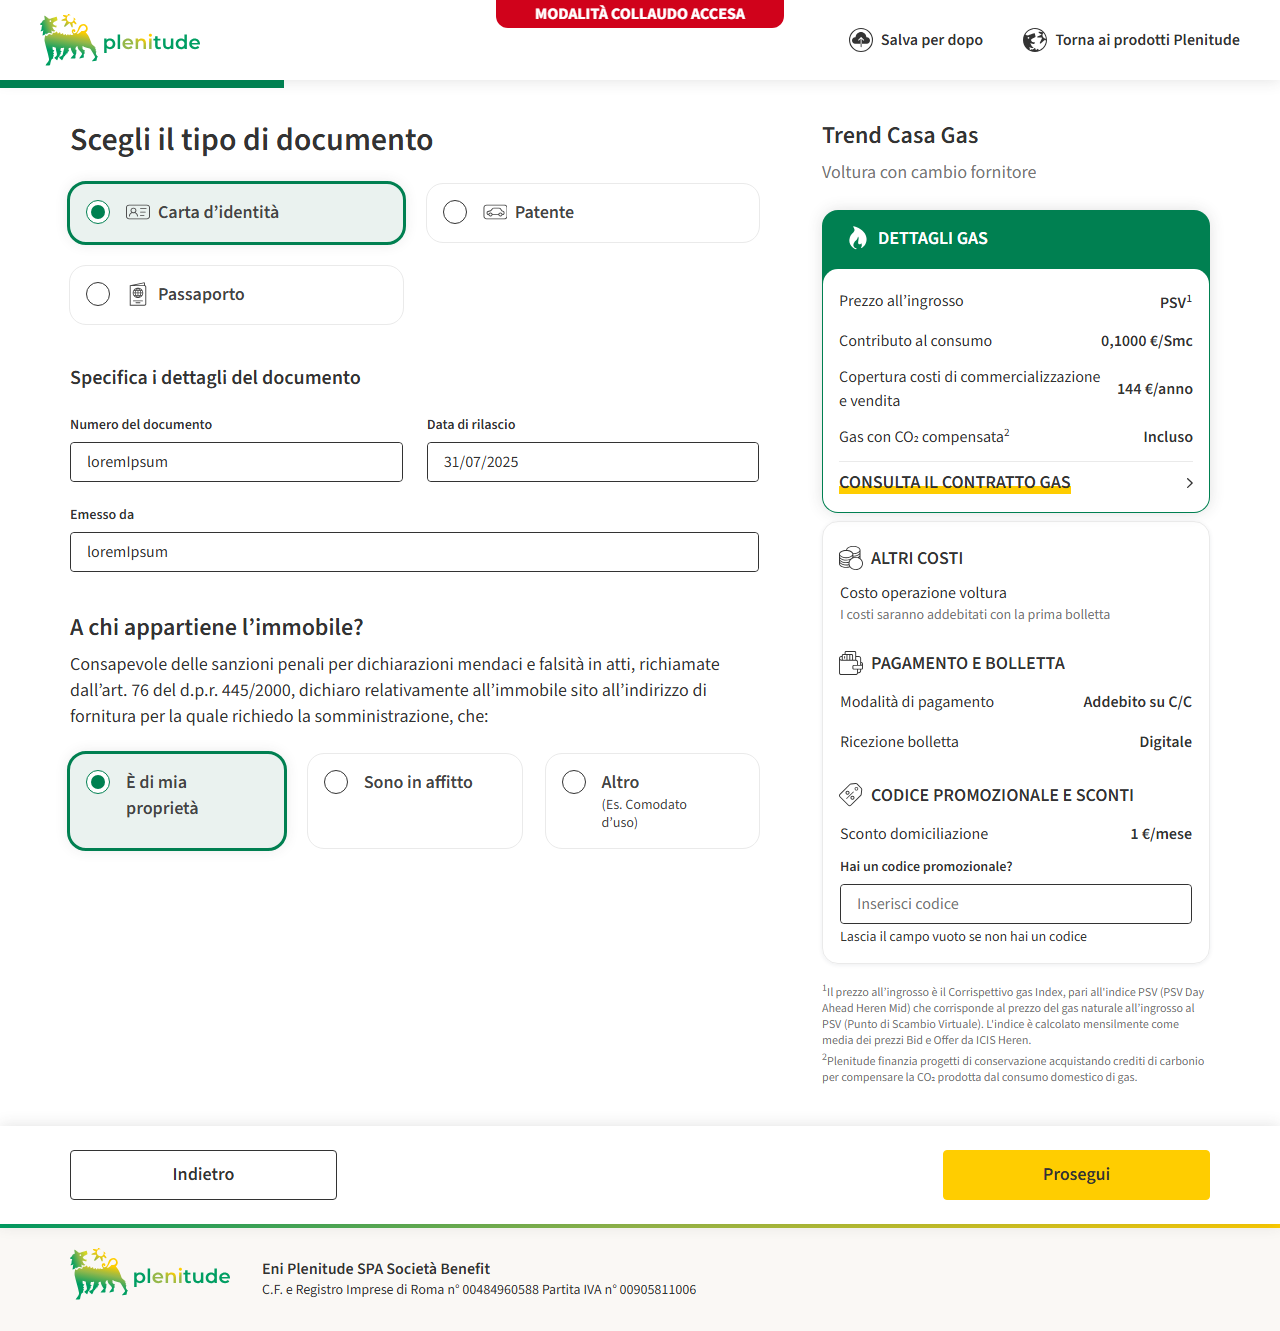 MODALITÀ COLLAUDO ACCESA
plenitude
Salva per dopo
Torna ai prodotti Plenitude
Scegli il tipo di documento
Carta d'identità
Patente
Passaporto
Specifica i dettagli del documento
Numero del documento
Data di rilascio
loremIpsum
31/07/2025
Emesso da
loremIpsum
A chi appartiene l'immobile?
Consapevole delle sanzioni penali per dichiarazioni mendaci e falsità in atti, richiamate
dall'art. 76 del d.p.r. 445/2000, dichiaro relativamente all'immobile sito all'indirizzo di
fornitura per la quale richiedo la somministrazione, che:
È di mia
proprietà
Sono in affitto
Altro
(Es. Comodato
d'uso)
Trend Casa Gas
Voltura con cambio fornitore
DETTAGLI GAS
Prezzo all'ingrosso
PSV¹
Contributo al consumo
0,1000 €/Smc
Copertura costi di commercializzazione
e vendita
144 €/anno
Gas con CO₂ compensata²
Incluso
CONSULTA IL CONTRATTO GAS
ALTRI COSTI
Costo operazione voltura
I costi saranno addebitati con la prima bolletta
PAGAMENTO E BOLLETTA
Modalità di pagamento
Addebito su C/C
Ricezione bolletta
Digitale
CODICE PROMOZIONALE E SCONTI
Sconto domiciliazione
1 €/mese
Hai un codice promozionale?
Inserisci codice
Lascia il campo vuoto se non hai un codice
¹Il prezzo all'ingrosso è il Corrispettivo gas Index, pari all'indice PSV (PSV Day
Ahead Heren Mid) che corrisponde al prezzo del gas naturale all'ingrosso al
PSV (Punto di Scambio Virtuale). L'indice è calcolato mensilmente come
media dei prezzi Bid e Offer da ICIS Heren.
²Plenitude finanzia progetti di conservazione acquistando crediti di carbonio
per compensare la CO₂ prodotta dal consumo domestico di gas.
Indietro
Prosegui
plenitude
Eni Plenitude SPA Società Benefit
C.F. e Registro Imprese di Roma n° 00484960588 Partita IVA n° 00905811006